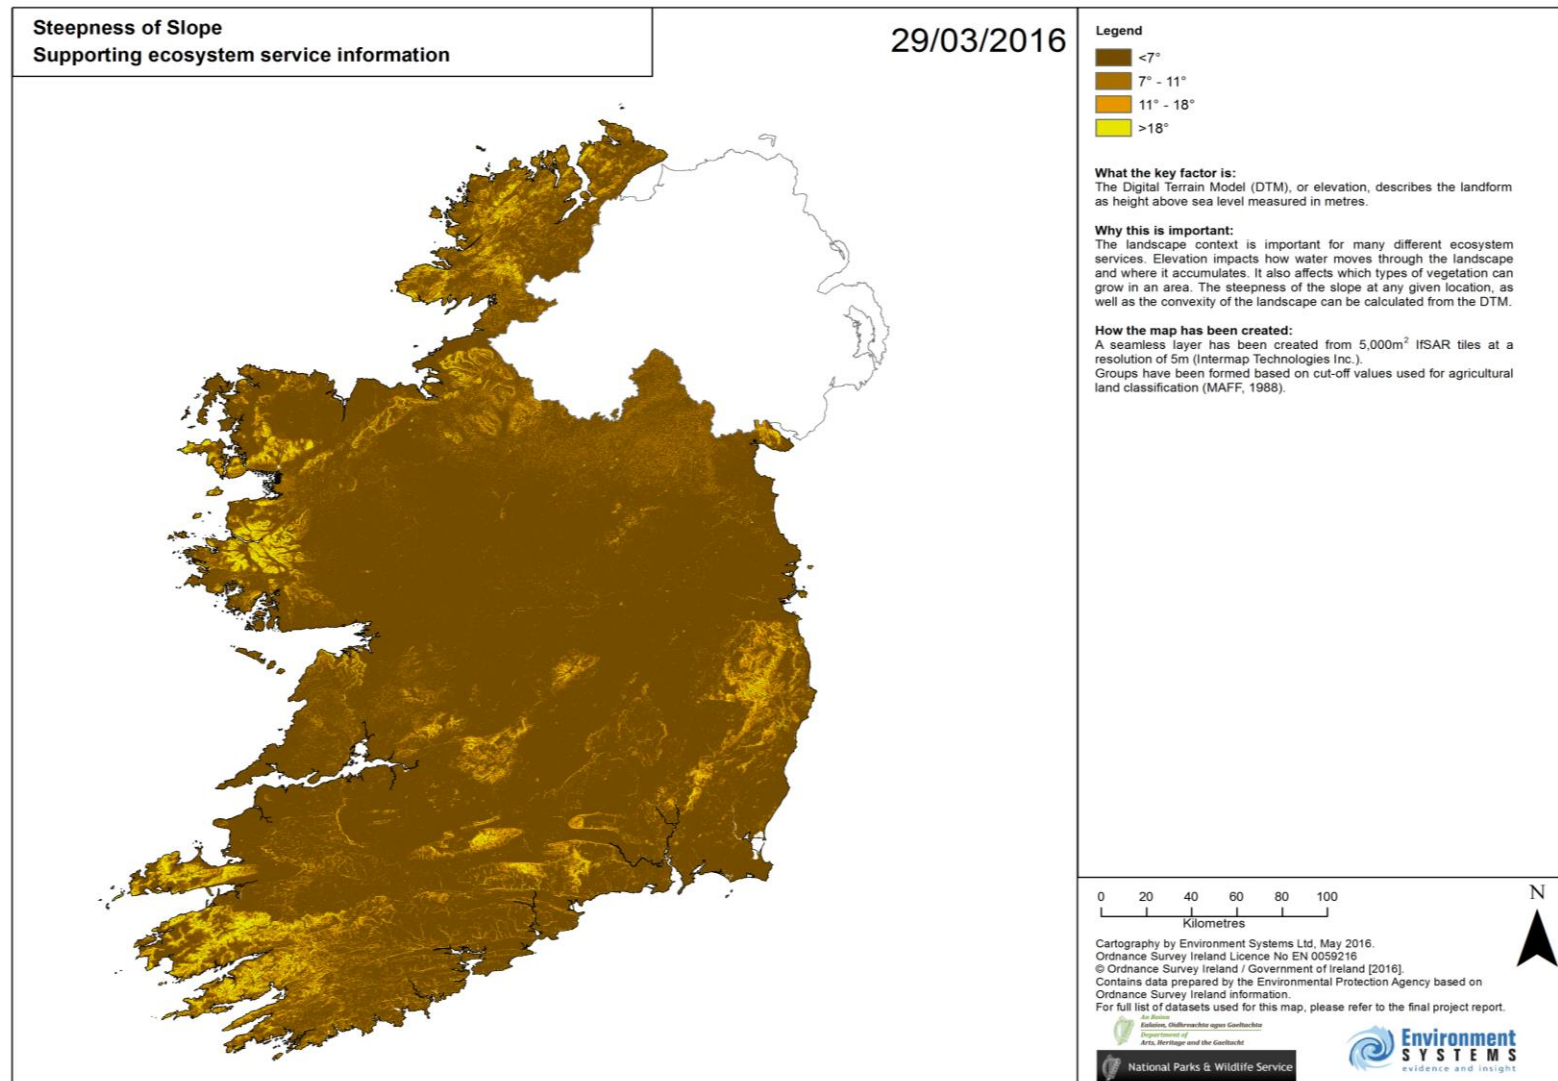 Steepness of Slope
Supporting ecosystem service information
29/03/2016
Legend
<7°
7° - 11°
11° - 18°
>18°
What the key factor is:
The Digital Terrain Model (DTM), or elevation, describes the landform
as height above sea level measured in metres.
Why this is important:
The landscape context is important for many different ecosystem
services. Elevation impacts how water moves through the landscape
and where it accumulates. It also affects which types of vegetation can
grow in an area. The steepness of the slope at any given location, as
well as the convexity of the landscape can be calculated from the DTM.
How the map has been created:
A seamless layer has been created from 5,000m² IfSAR tiles at a
resolution of 5m (Intermap Technologies Inc.).
Groups have been formed based on cut-off values used for agricultural
land classification (MAFF, 1988).
0 20 40 60 80 100
Kilometres
N
Cartography by Environment Systems Ltd, May 2016.
Ordnance Survey Ireland Licence No EN 0059216
© Ordnance Survey Ireland / Government of Ireland [2016].
Contains data prepared by the Environmental Protection Agency based on
Ordnance Survey Ireland information.
For full list of datasets used for this map, please refer to the final project report.
An Roinn
Ealaíon, Oidhreachta agus Gaeltachta
Department of
Arts, Heritage and the Gaeltacht
National Parks & Wildlife Service
Environment
SYSTEMS
evidence and insight